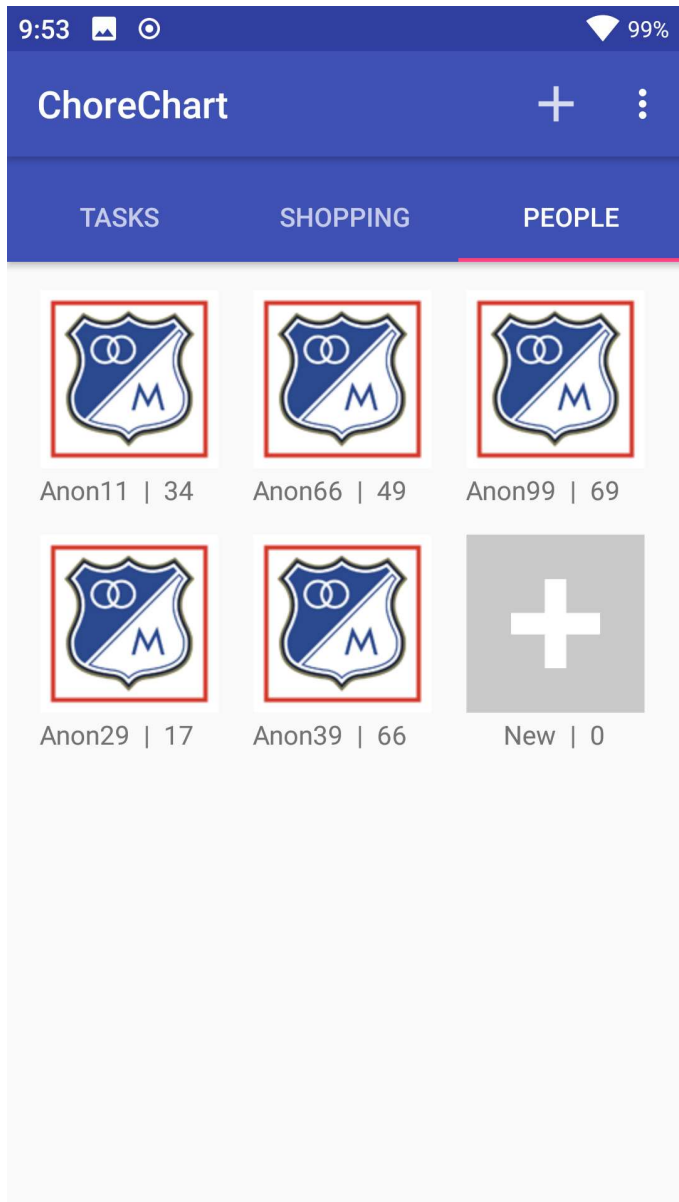 9:53 99%
ChoreChart
TASKS SHOPPING PEOPLE
M M M
Anon11 | 34 Anon66 | 49 Anon99 | 69
M M
Anon29 | 17 Anon39 | 66 New | 0